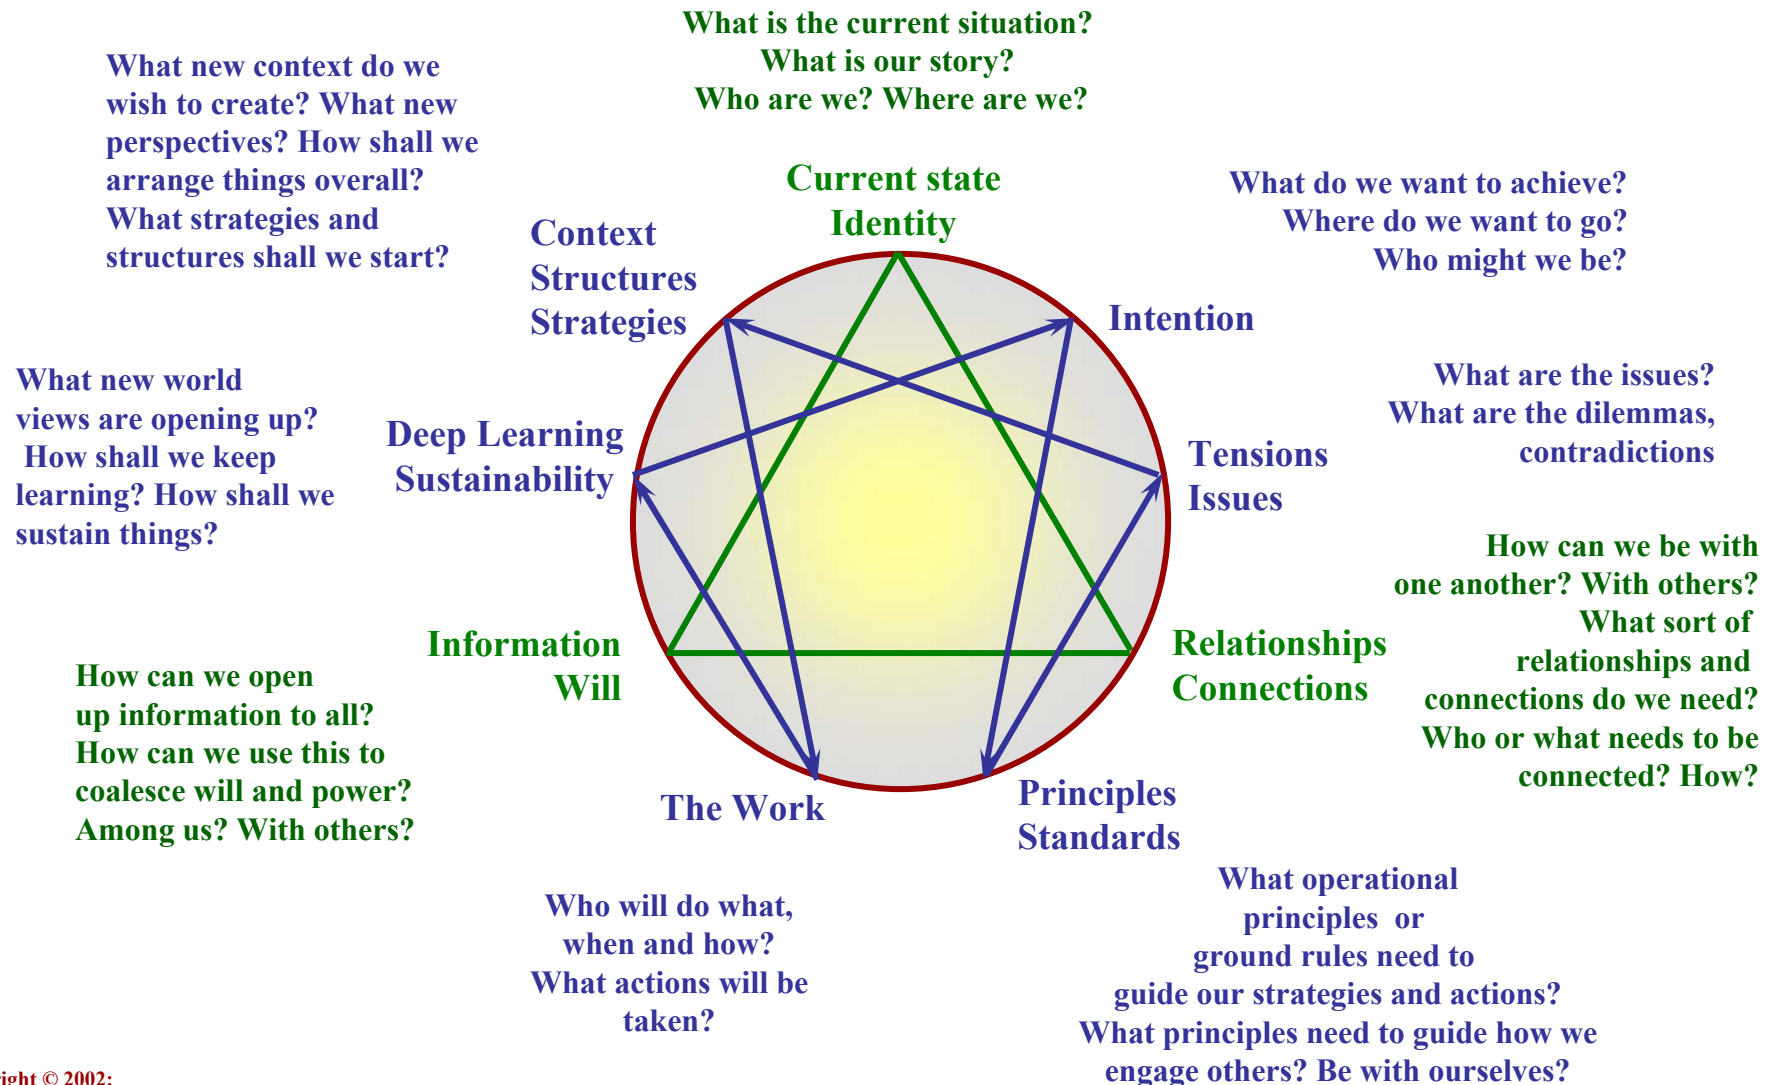 What is the current situation?
What is our story?
Who are we? Where are we?
What new context do we
wish to create? What new
perspectives? How shall we
arrange things overall?
What strategies and
structures shall we start?
Current state
Identity
What do we want to achieve?
Where do we want to go?
Who might we be?
Context
Structures
Strategies
Intention
What new world
views are opening up?
How shall we keep
learning? How shall we
sustain things?
Deep Learning
Sustainability
Tensions
Issues
What are the issues?
What are the dilemmas,
contradictions
How can we be with
one another? With others?
What sort of
relationships and
connections do we need?
Who or what needs to be
connected? How?
Information
Will
Relationships
Connections
How can we open
up information to all?
How can we use this to
coalesce will and power?
Among us? With others?
The Work
Principles
Standards
Who will do what,
when and how?
What actions will be
taken?
What operational
principles or
ground rules need to
guide our strategies and actions?
What principles need to guide how we
engage others? Be with ourselves?
right © 2002: